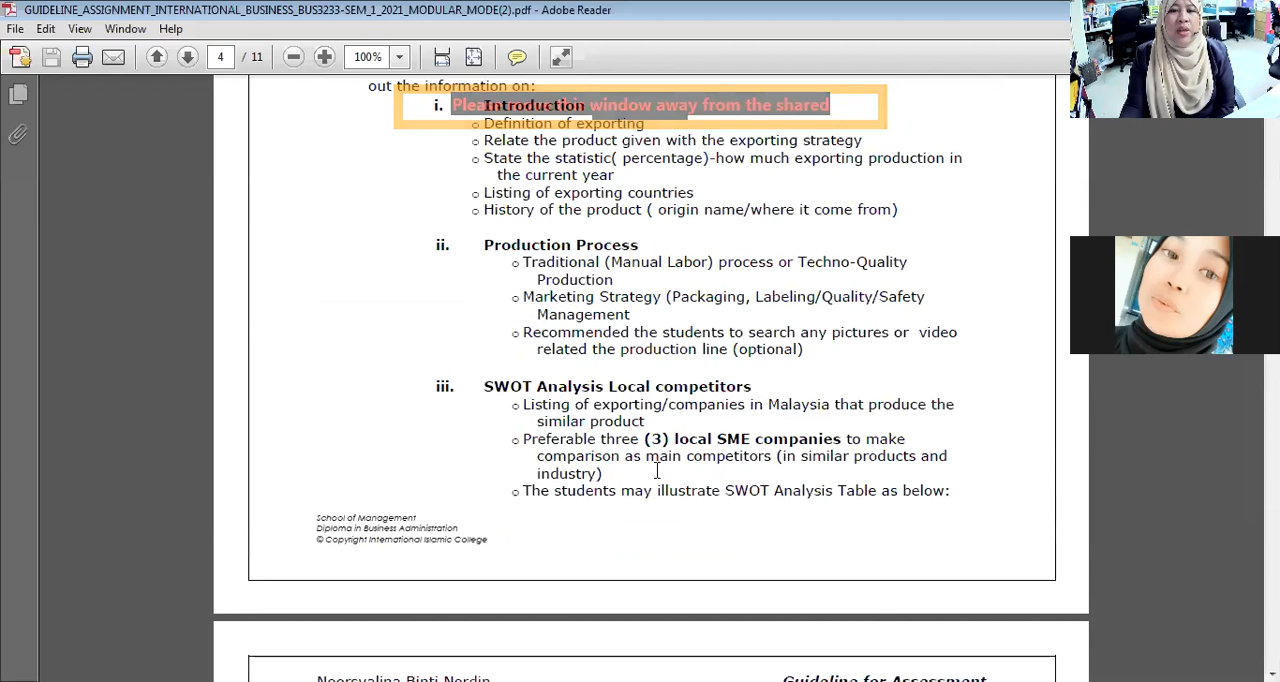 GUIDELINE_ASSIGNMENT_INTERNATIONAL_BUSINESS_BUS3233-SEM_1_2021_MODULAR_MODE(2).pdf - Adobe Reader
File Edit View Window Help
4 / 11 100%
out the information on:
i. Introduction
window away from the shared
Definition of exporting
Relate the product given with the exporting strategy
State the statistic( percentage)-how much exporting production in
the current year
Listing of exporting countries
History of the product ( origin name/where it come from)
ii. Production Process
Traditional (Manual Labor) process or Techno-Quality
Production
Marketing Strategy (Packaging, Labeling/Quality/Safety
Management
Recommended the students to search any pictures or video
related the production line (optional)
iii. SWOT Analysis Local competitors
Listing of exporting/companies in Malaysia that produce the
similar product
Preferable three (3) local SME companies to make
comparison as main competitors (in similar products and
industry)
The students may illustrate SWOT Analysis Table as below:
School of Management
Diploma in Business Administration
© Copyright International Islamic College
Noorsyalina Binti Nordin Guideline for Assessment